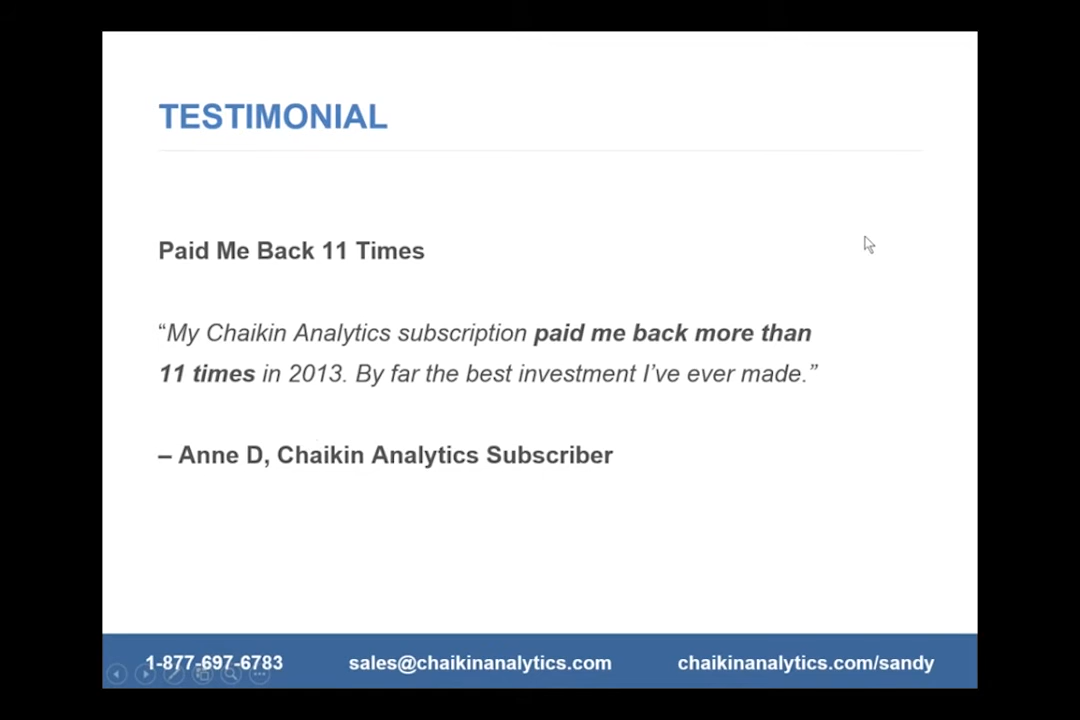 TESTIMONIAL
Paid Me Back 11 Times
“My Chaikin Analytics subscription paid me back more than
11 times in 2013. By far the best investment I’ve ever made.”
– Anne D, Chaikin Analytics Subscriber
1-877-697-6783 sales@chaikinanalytics.com chaikinanalytics.com/sandy